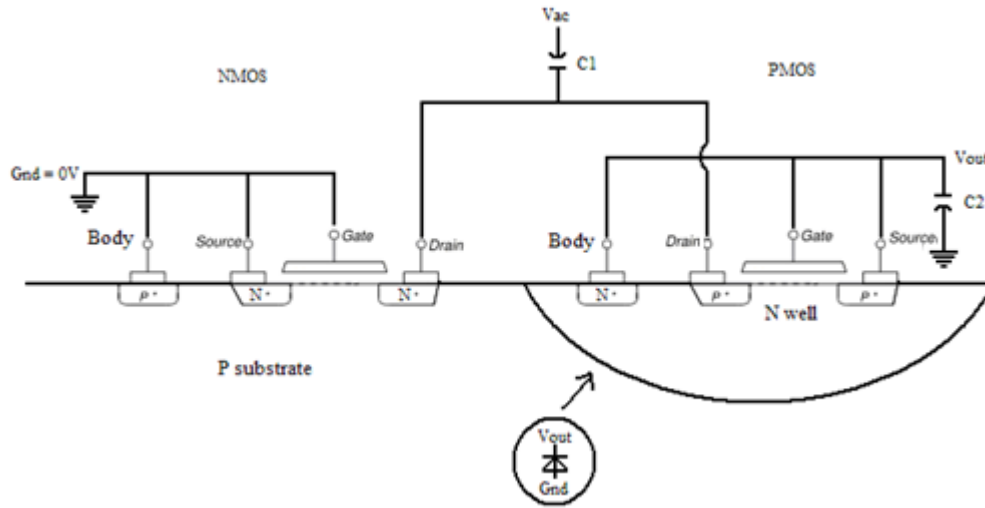 Vac
C1
NMOS
PMOS
Gnd = 0V
Vout
C2
Body
Source
Gate
Drain
Body
Drain
Gate
Source
P+
N+
N+
N+
P+
P+
N well
P substrate
Vout
Gnd